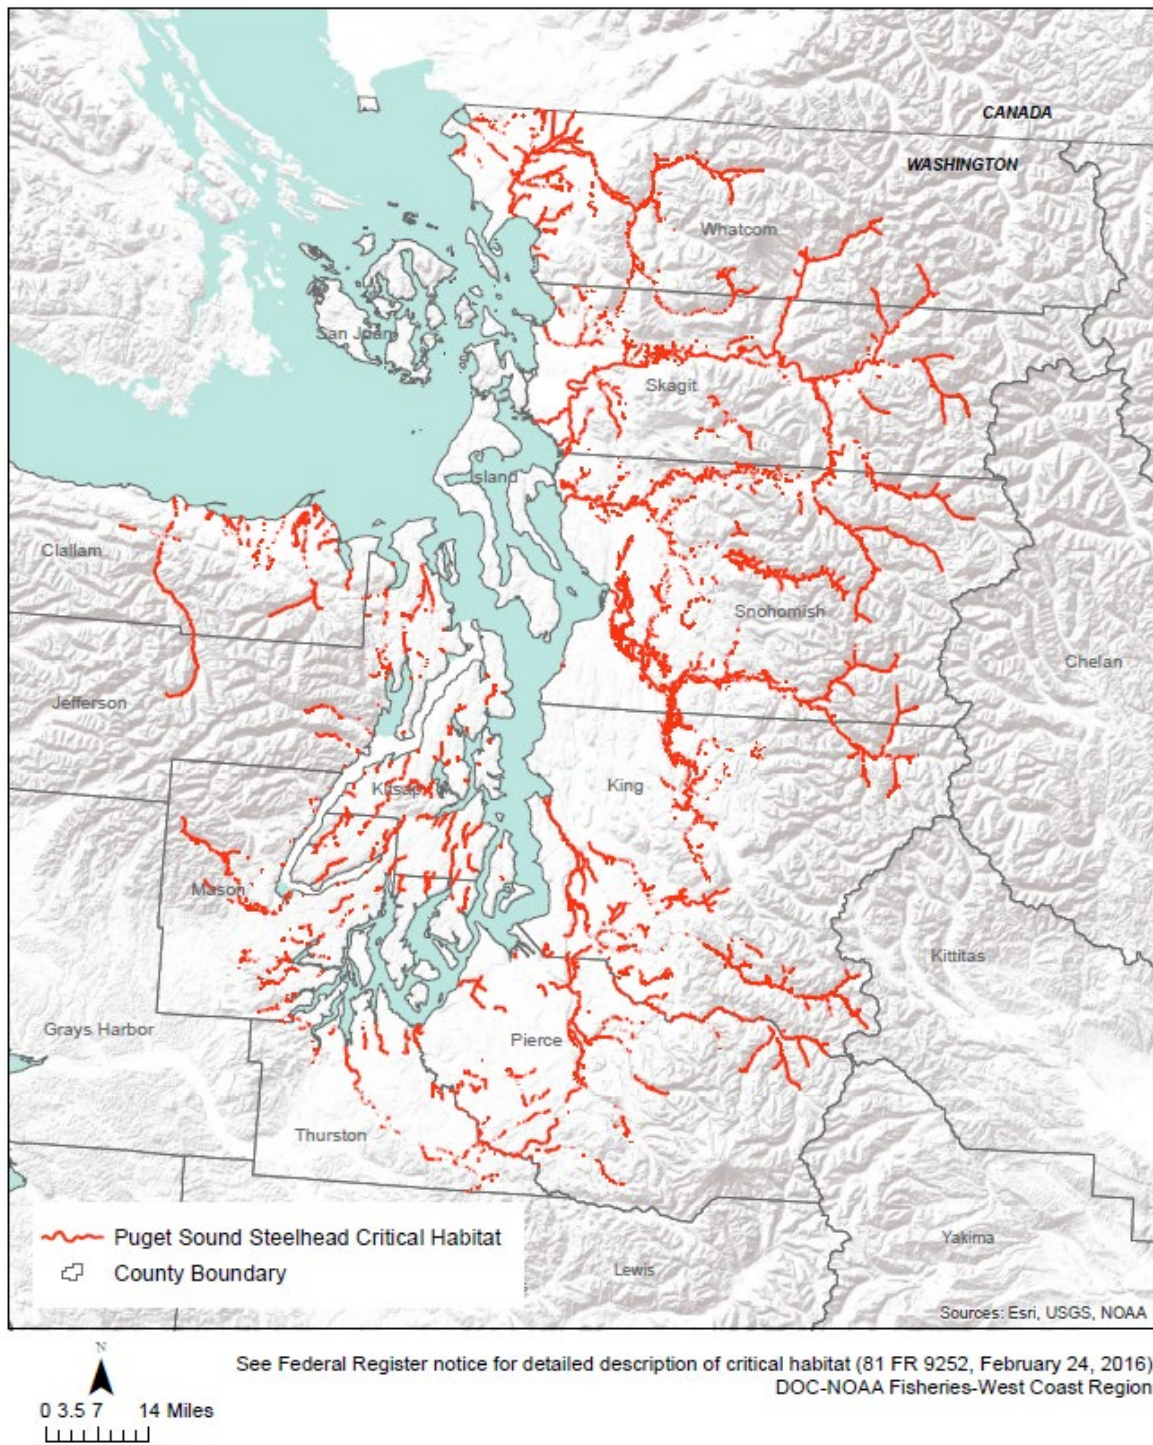 CANADA
WASHINGTON
Whatcom
San Juan
Skagit
Island
Clallam
Snohomish
Chelan
Jefferson
King
Kitsap
Mason
Kittitas
Grays Harbor
Pierce
Thurston
Puget Sound Steelhead Critical Habitat
County Boundary
Yakima
Lewis
Sources: Esri, USGS, NOAA
N
See Federal Register notice for detailed description of critical habitat (81 FR 9252, February 24, 2016)
DOC-NOAA Fisheries-West Coast Region
0 3.5 7 14 Miles